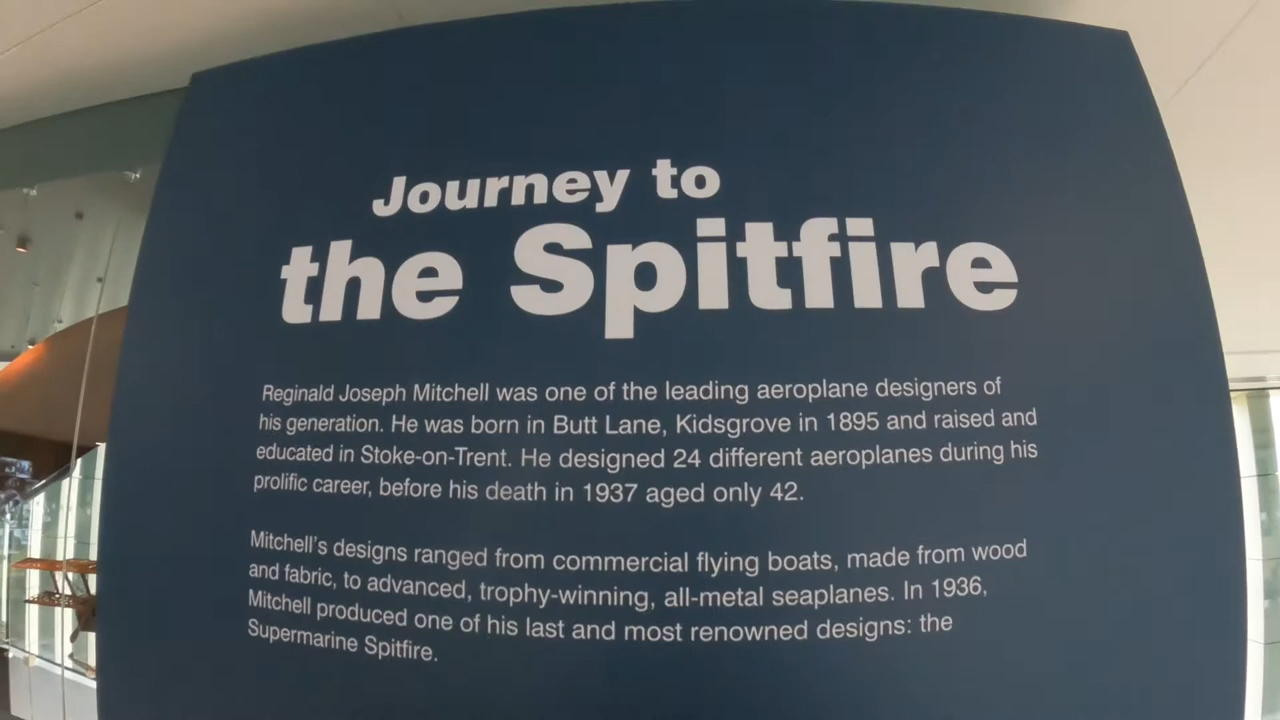 Journey to
the Spitfire
Reginald Joseph Mitchell was one of the leading aeroplane designers of
his generation. He was born in Butt Lane, Kidsgrove in 1895 and raised and
educated in Stoke-on-Trent. He designed 24 different aeroplanes during his
prolific career, before his death in 1937 aged only 42.
Mitchell's designs ranged from commercial flying boats, made from wood
and fabric, to advanced, trophy-winning, all-metal seaplanes. In 1936,
Mitchell produced one of his last and most renowned designs: the
Supermarine Spitfire.